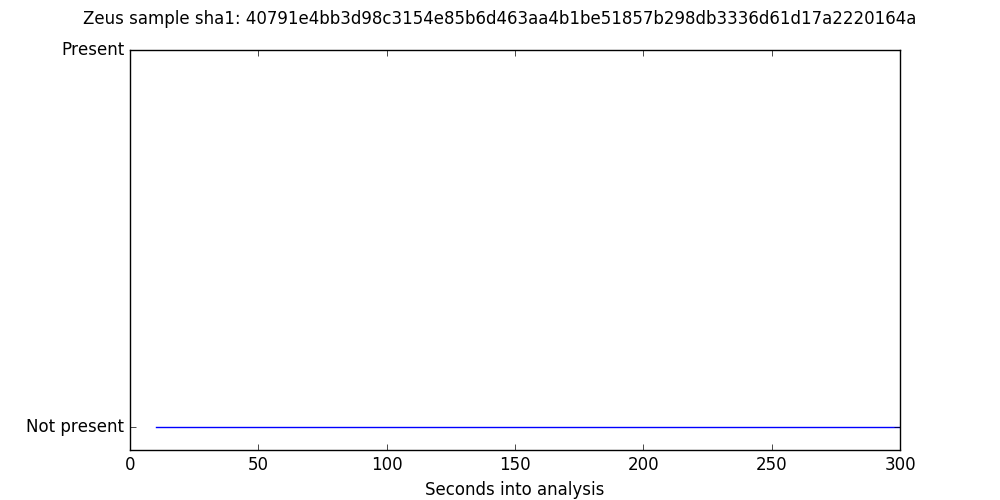 Zeus sample sha1: 40791e4bb3d98c3154e85b6d463aa4b1be51857b298db3336d61d17a2220164a
Present
Not present
0 50 100 150 200 250 300
Seconds into analysis